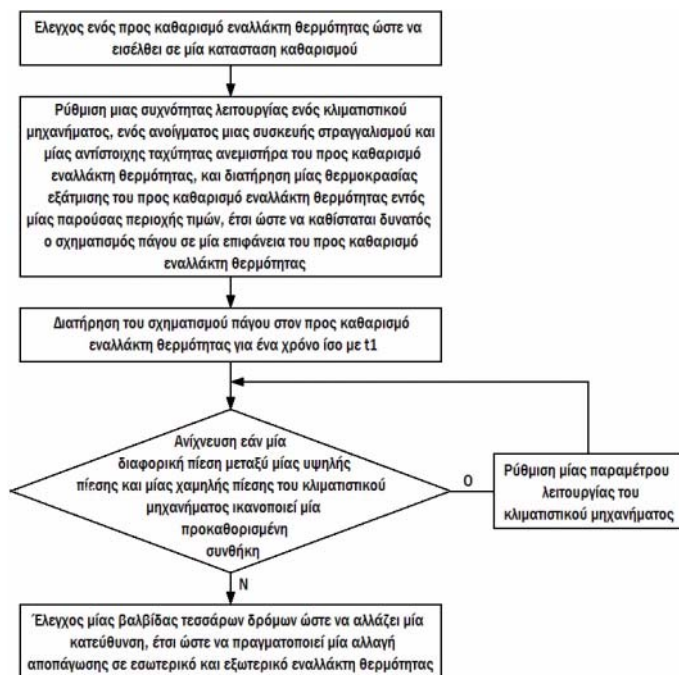 Ελεγχος ενός προς καθαρισμό εναλλάκτη θερμότητας ώστε να
εισέλθει σε μία κατασταση καθαρισμού
Ρύθμιση μιας συχνότητας λειτουργίας ενός κλιματιστικού
μηχανήματος, ενός ανοίγματος μιας συσκευής στραγγαλισμού και
μίας αντίστοιχης ταχύτητας ανεμιστήρα του προς καθαρισμό
εναλλάκτη θερμότητας, και διατήρηση μίας θερμοκρασίας
εξάτμισης του προς καθαρισμό εναλλάκτη θερμότητας εντός
μίας παρούσας περιοχής τιμών, έτσι ώστε να καθίσταται δυνατός
ο σχηματισμός πάγου σε μία επιφάνεια του προς καθαρισμό
εναλλάκτη θερμότητας
Διατήρηση του σχηματισμού πάγου στον προς καθαρισμό
εναλλάκτη θερμότητας για ένα χρόνο ίσο με t1
Ανίχνευση εάν μία
διαφορική πίεση μεταξύ μίας υψηλής
πίεσης και μίας χαμηλής πίεσης του κλιματιστικού
μηχανήματος ικανοποιεί μία
προκαθορισμένη
συνθήκη
Ο
Ρύθμιση μίας παραμέτρου
λειτουργίας του
κλιματιστικού μηχανήματος
Ν
Έλεγχος μίας βαλβίδας τεσσάρων δρόμων ώστε να αλλάζει μία
κατεύθυνση, έτσι ώστε να πραγματοποιεί μία αλλαγή
αποπάγωσης σε εσωτερικό και εξωτερικό εναλλάκτη θερμότητας